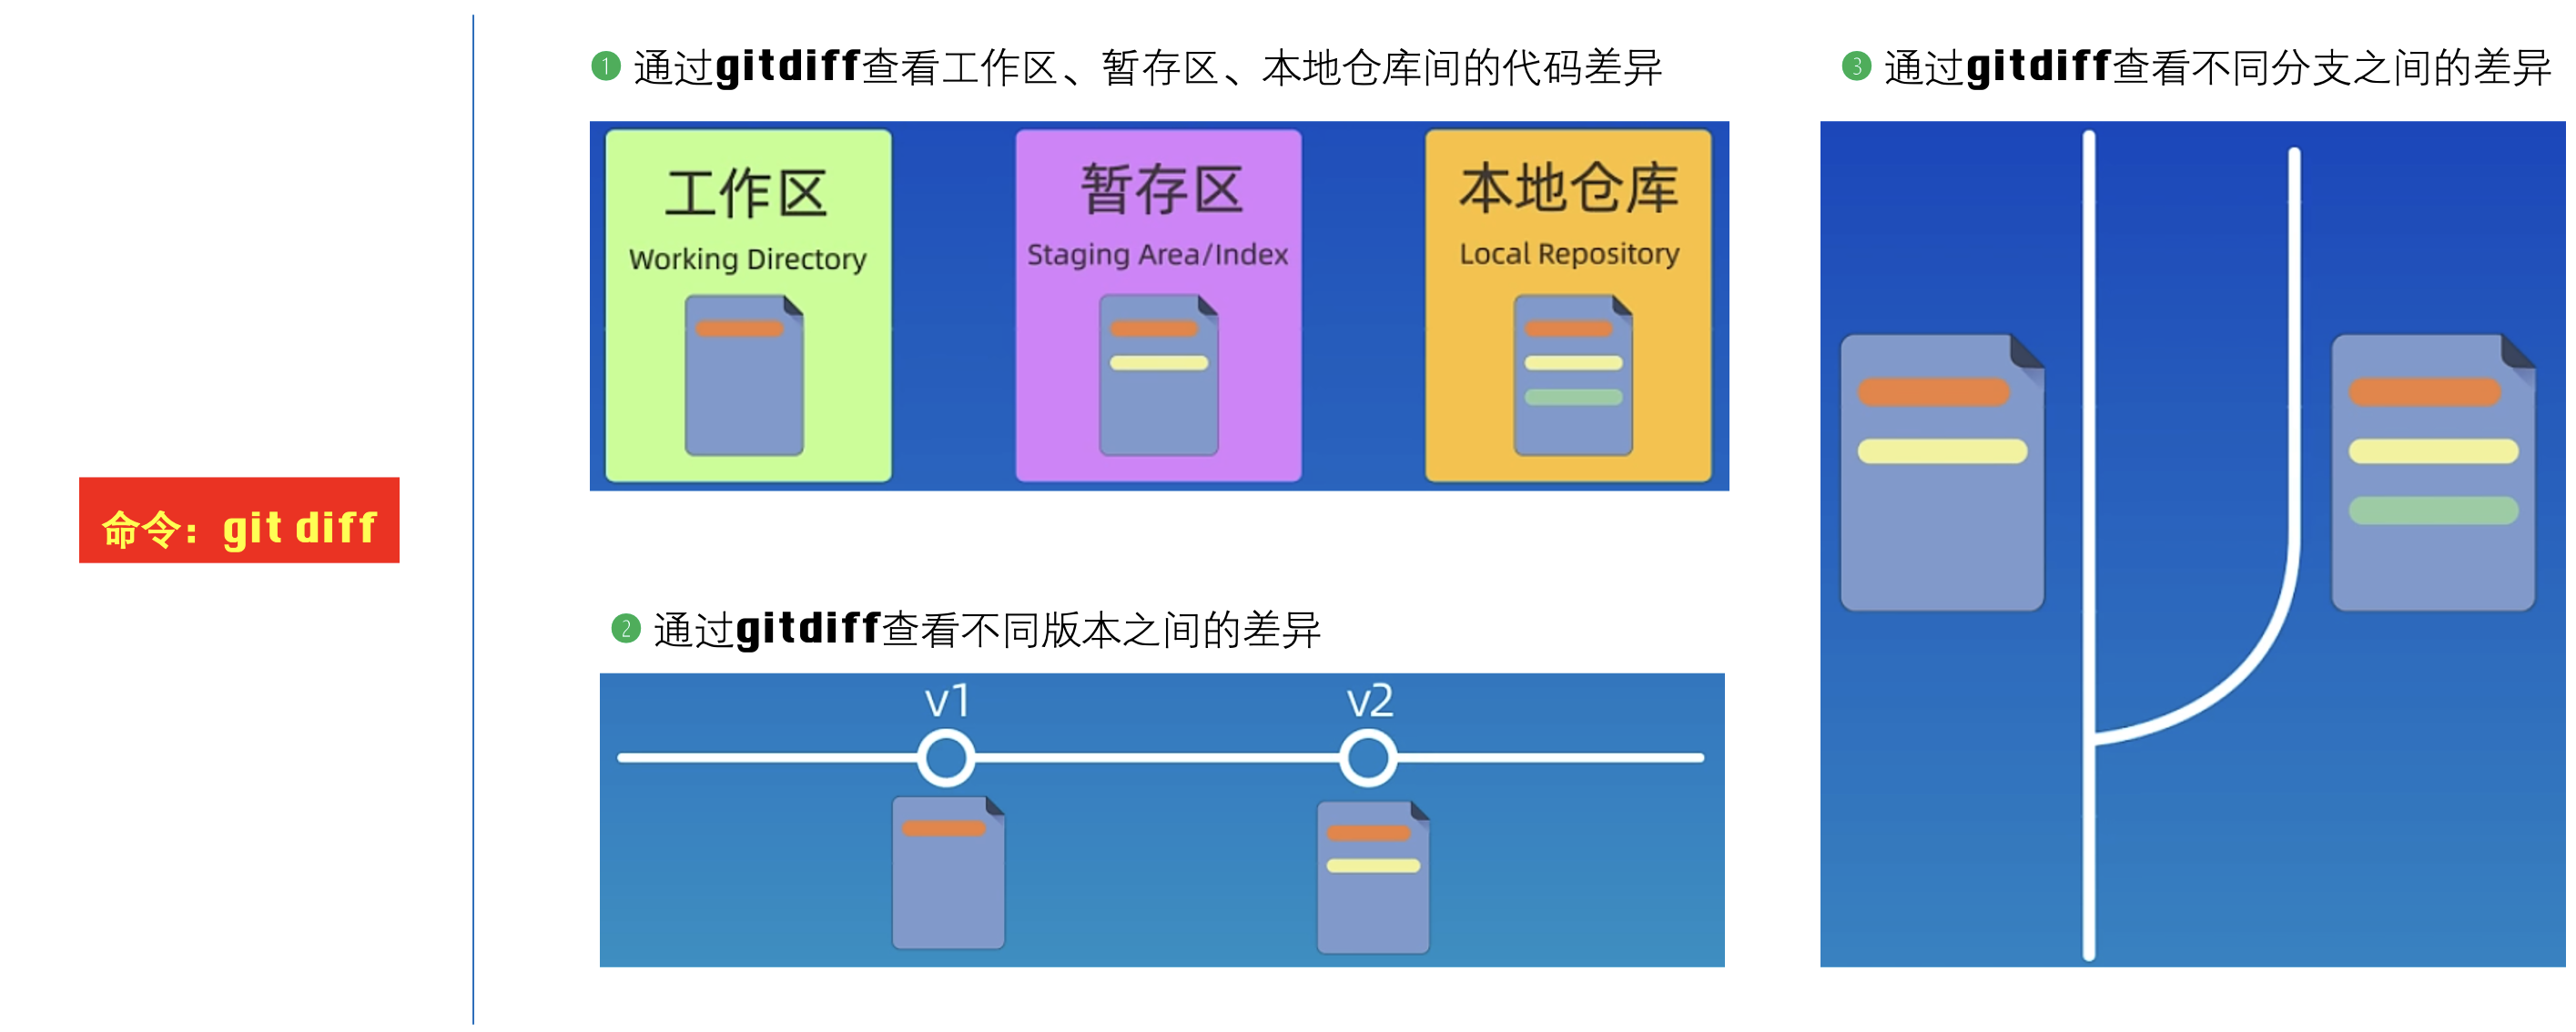 命令：git diff
1 通过gitdiff查看工作区、暂存区、本地仓库间的代码差异
工作区
Working Directory
暂存区
Staging Area/Index
本地仓库
Local Repository
2 通过gitdiff查看不同版本之间的差异
v1
v2
3 通过gitdiff查看不同分支之间的差异